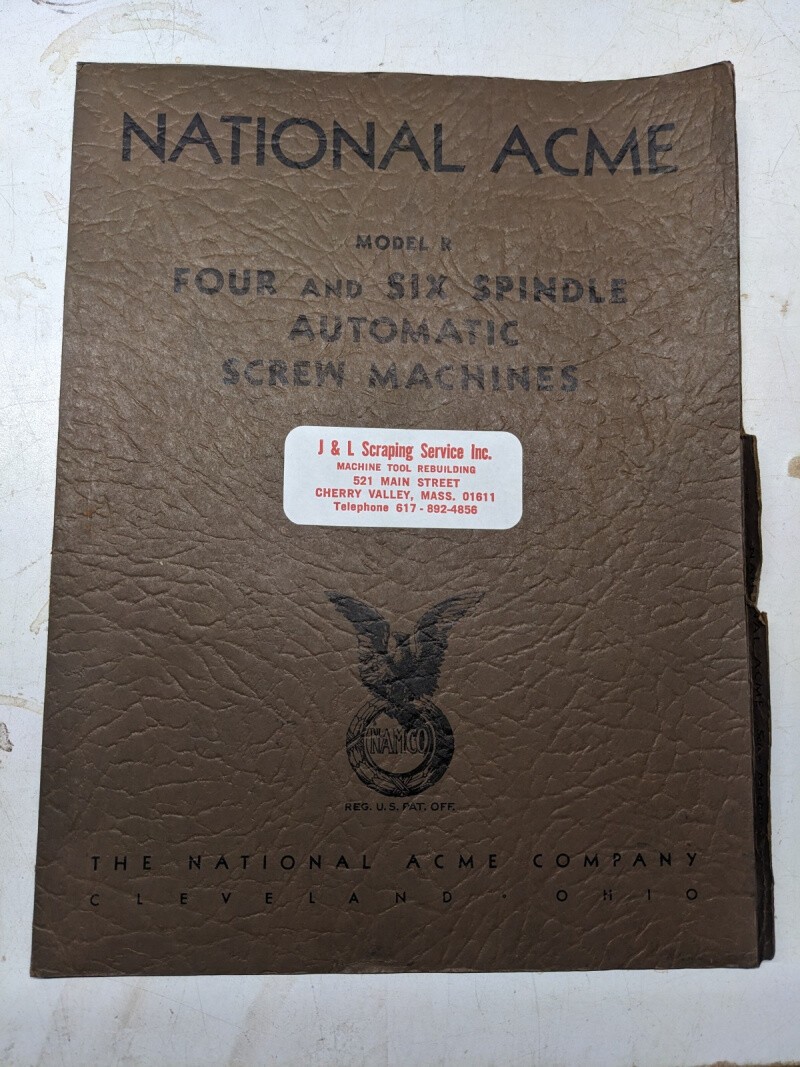 NATIONAL ACME
MODEL R
FOUR AND SIX SPINDLE
AUTOMATIC
SCREW MACHINES
J & L Scraping Service Inc.
MACHINE TOOL REBUILDING
521 MAIN STREET
CHERRY VALLEY, MASS. 01611
Telephone 617 - 892-4856
NAMCO
REG. U.S. PAT. OFF.
THE NATIONAL ACME COMPANY
CLEVELAND · OHIO